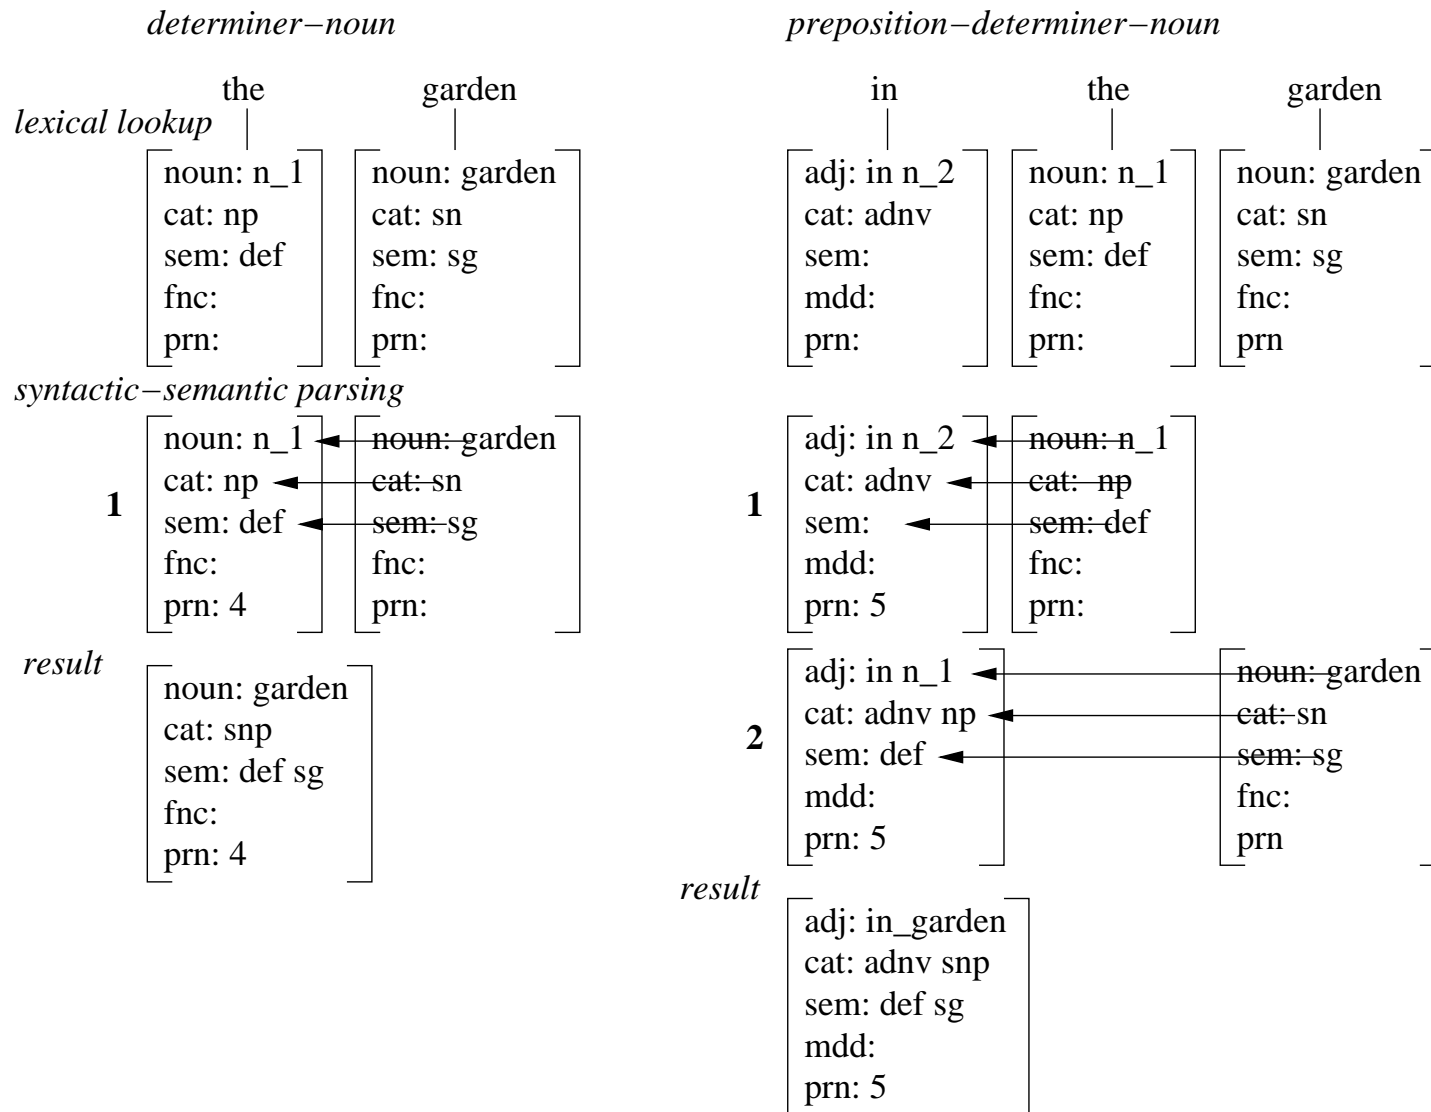 determiner–noun
preposition–determiner–noun
the garden
in the garden
lexical lookup
noun: n_1
cat: np
sem: def
fnc:
prn:
noun: garden
cat: sn
sem: sg
fnc:
prn:
adj: in n_2
cat: adnv
sem:
mdd:
prn:
noun: n_1
cat: np
sem: def
fnc:
prn:
noun: garden
cat: sn
sem: sg
fnc:
prn
syntactic–semantic parsing
1
noun: n_1
cat: np
sem: def
fnc:
prn: 4
noun: garden
cat: sn
sem: sg
fnc:
prn:
1
adj: in n_2
cat: adnv
sem:
mdd:
prn: 5
noun: n_1
cat: np
sem: def
fnc:
prn:
result
noun: garden
cat: snp
sem: def sg
fnc:
prn: 4
2
adj: in n_1
cat: adnv np
sem: def
mdd:
prn: 5
noun: garden
cat: sn
sem: sg
fnc:
prn
result
adj: in_garden
cat: adnv snp
sem: def sg
mdd:
prn: 5